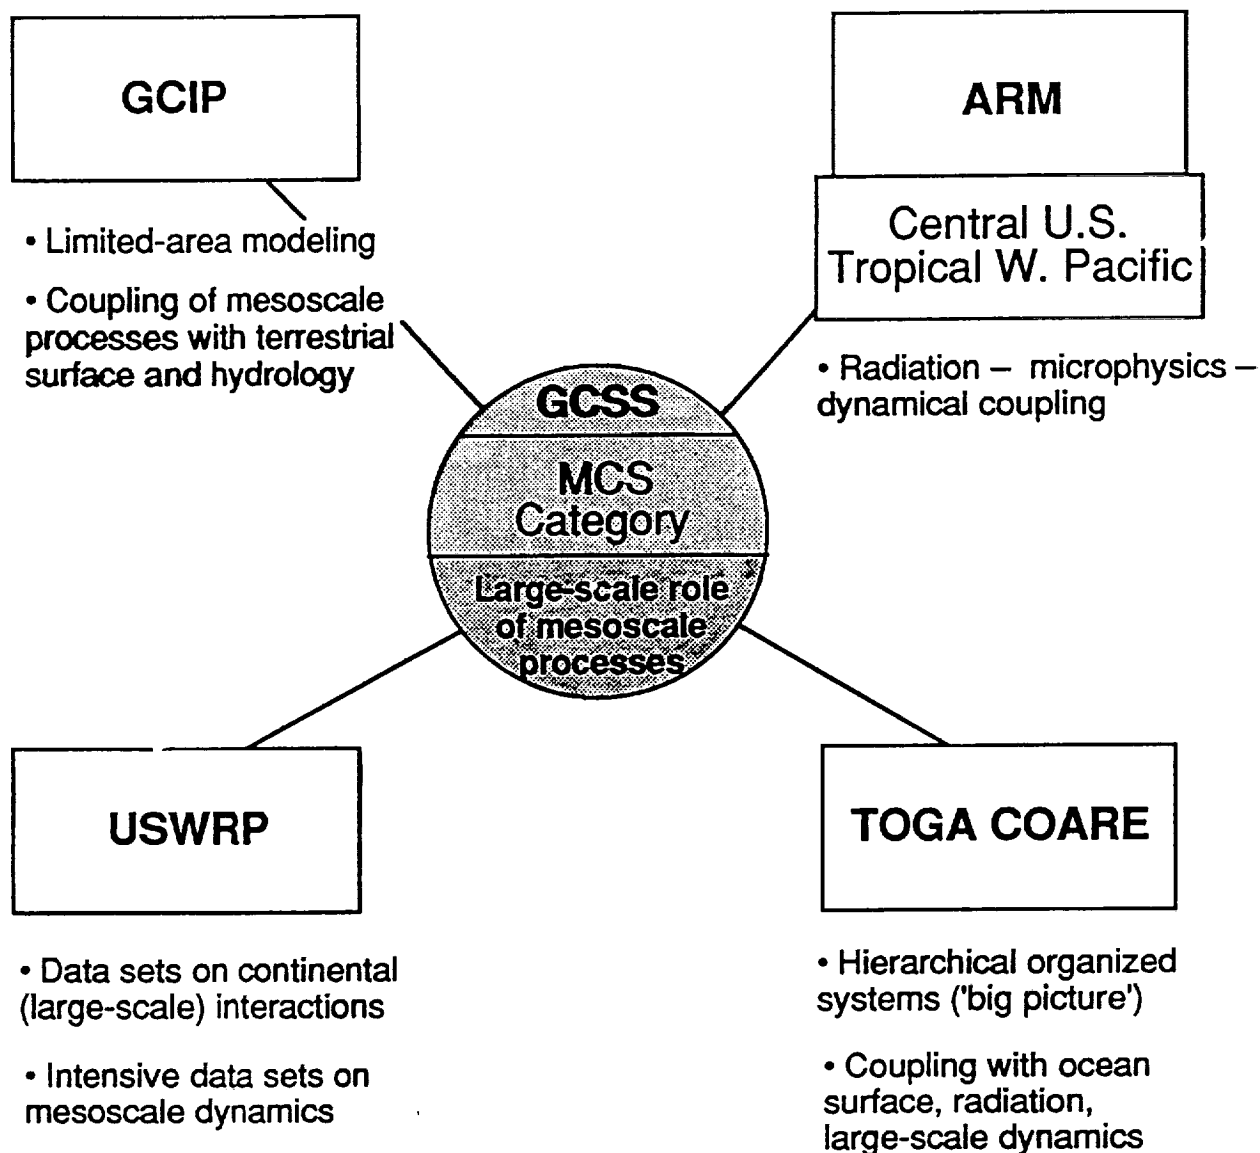 GCIP
• Limited-area modeling
• Coupling of mesoscale
processes with terrestrial
surface and hydrology
ARM
Central U.S.
Tropical W. Pacific
• Radiation – microphysics –
dynamical coupling
GCSS
MCS
Category
Large-scale role
of mesoscale
processes
USWRP
• Data sets on continental
(large-scale) interactions
• Intensive data sets on
mesoscale dynamics
TOGA COARE
• Hierarchical organized
systems ('big picture')
• Coupling with ocean
surface, radiation,
large-scale dynamics